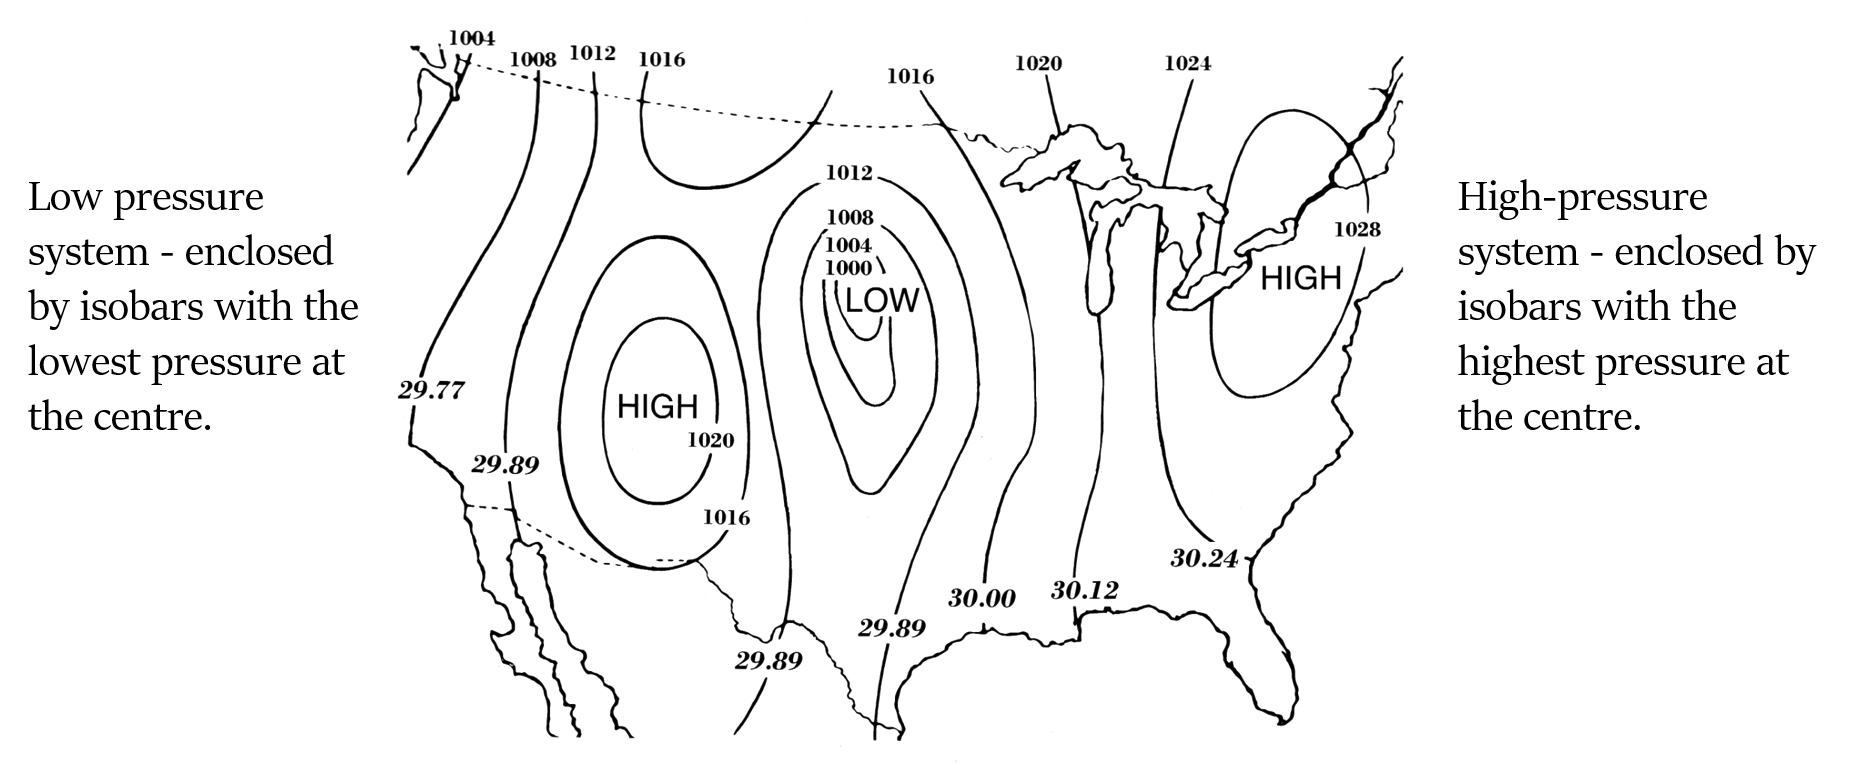 Low pressure
system - enclosed
by isobars with the
lowest pressure at
the centre.
1004
1008
1012
1016
1016
1020
1024
1012
1008
1004
1000
LOW
1028
HIGH
29.77
HIGH
1020
29.89
1016
30.24
30.12
30.00
29.89
29.89
High-pressure
system - enclosed by
isobars with the
highest pressure at
the centre.